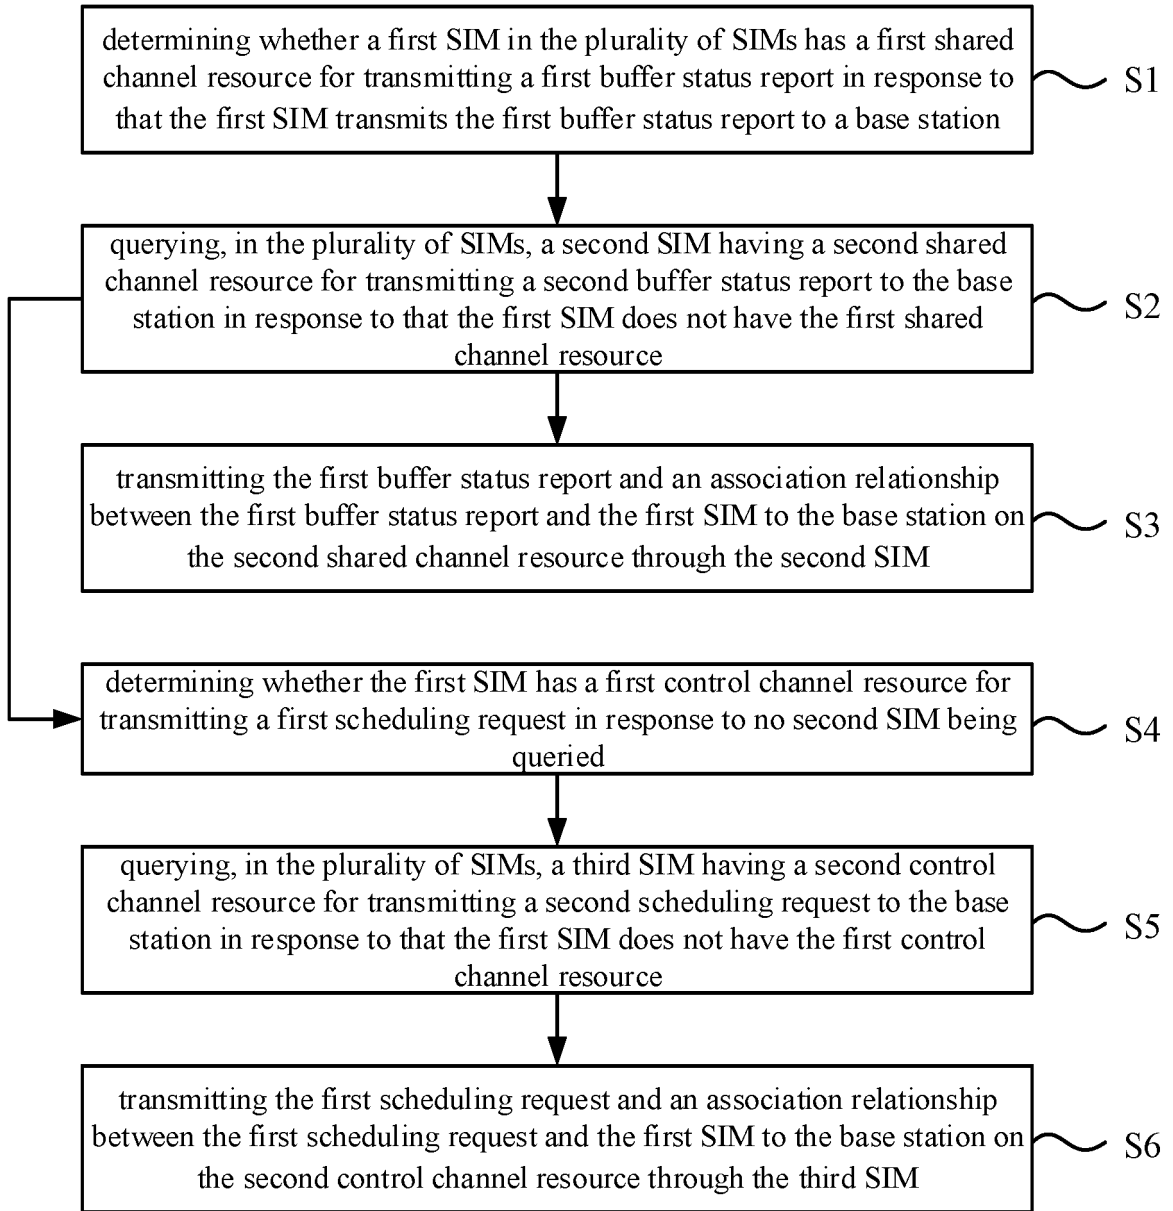 determining whether a first SIM in the plurality of SIMs has a first shared
channel resource for transmitting a first buffer status report in response to
that the first SIM transmits the first buffer status report to a base station
S1
querying, in the plurality of SIMs, a second SIM having a second shared
channel resource for transmitting a second buffer status report to the base
station in response to that the first SIM does not have the first shared
channel resource
S2
transmitting the first buffer status report and an association relationship
between the first buffer status report and the first SIM to the base station on
the second shared channel resource through the second SIM
S3
determining whether the first SIM has a first control channel resource for
transmitting a first scheduling request in response to no second SIM being
queried
S4
querying, in the plurality of SIMs, a third SIM having a second control
channel resource for transmitting a second scheduling request to the base
station in response to that the first SIM does not have the first control
channel resource
S5
transmitting the first scheduling request and an association relationship
between the first scheduling request and the first SIM to the base station on
the second control channel resource through the third SIM
S6